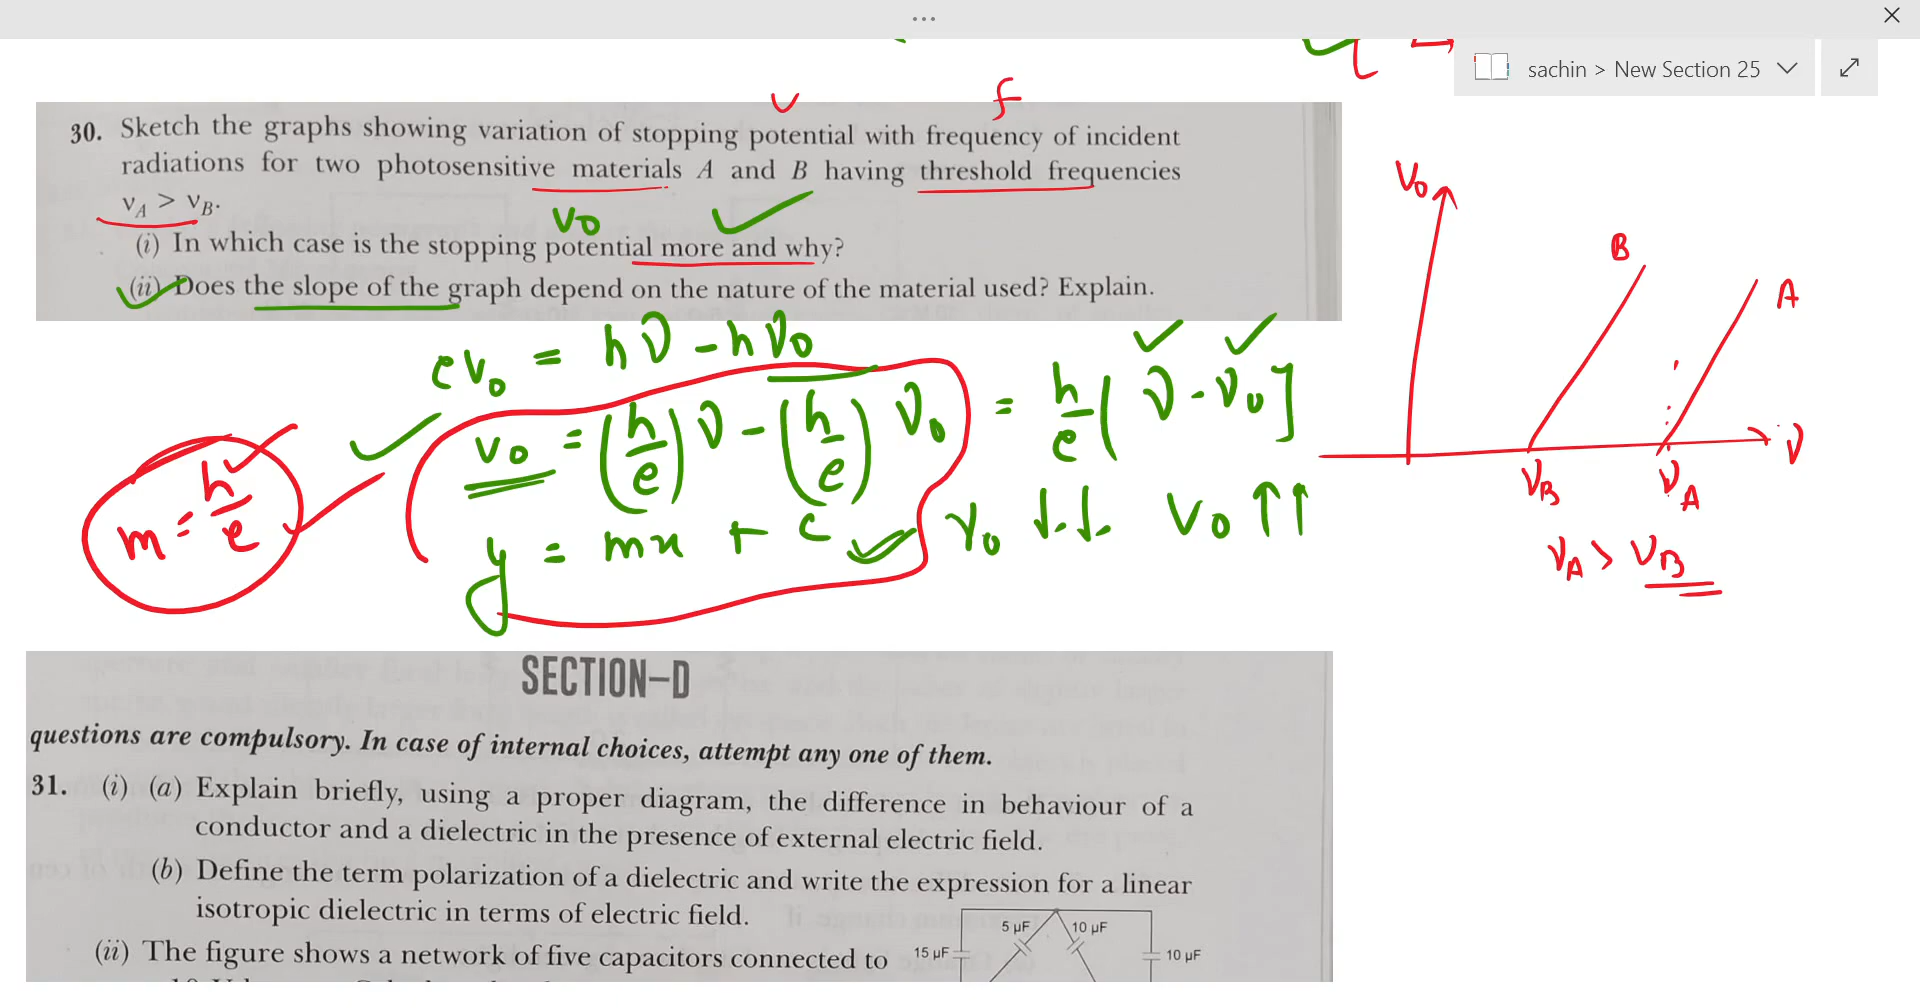 sachin > New Section 25
ν f
30. Sketch the graphs showing variation of stopping potential with frequency of incident
radiations for two photosensitive materials A and B having threshold frequencies
νA > νB.
V0
(i) In which case is the stopping potential more and why?
(ii) Does the slope of the graph depend on the nature of the material used? Explain.
eV0 = hν - hν0
V0 = (h/e) ν - (h/e) ν0 = h/e (ν - ν0]
m = h/e
y = mx + c
ν0 ↓↓ V0 ↑↑
V0
B
A
ν
νB
νA
νA > νB
SECTION–D
questions are compulsory. In case of internal choices, attempt any one of them.
31. (i) (a) Explain briefly, using a proper diagram, the difference in behaviour of a
conductor and a dielectric in the presence of external electric field.
(b) Define the term polarization of a dielectric and write the expression for a linear
isotropic dielectric in terms of electric field.
(ii) The figure shows a network of five capacitors connected to
5 µF
10 µF
15 µF
10 µF